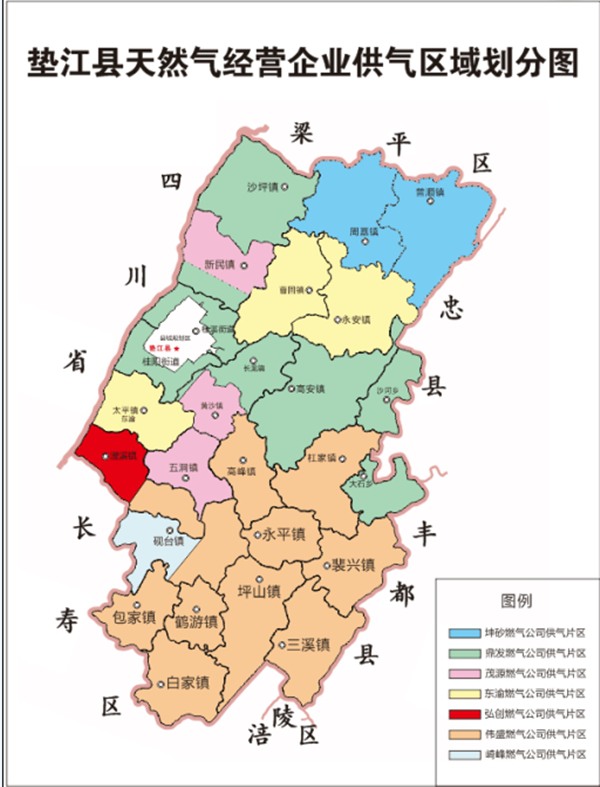 垫江县天然气经营企业供气区域划分图
梁
平
区
四
川
省
忠
县
丰
都
县
长
寿
区
涪
陵
区
沙坪镇
普顺镇
周嘉镇
新民镇
曹回镇
永安镇
桂溪街道
垫江县
桂阳街道
长龙镇
高安镇
沙河乡
太平镇
东渝
黄沙镇
五洞镇
高峰镇
杠家镇
大石乡
砚台镇
永平镇
裴兴镇
坪山镇
包家镇
鹤游镇
三溪镇
白家镇
图例
坤砂燃气公司供气片区
鼎发燃气公司供气片区
茂源燃气公司供气片区
东渝燃气公司供气片区
弘创燃气公司供气片区
伟盛燃气公司供气片区
崎峰燃气公司供气片区